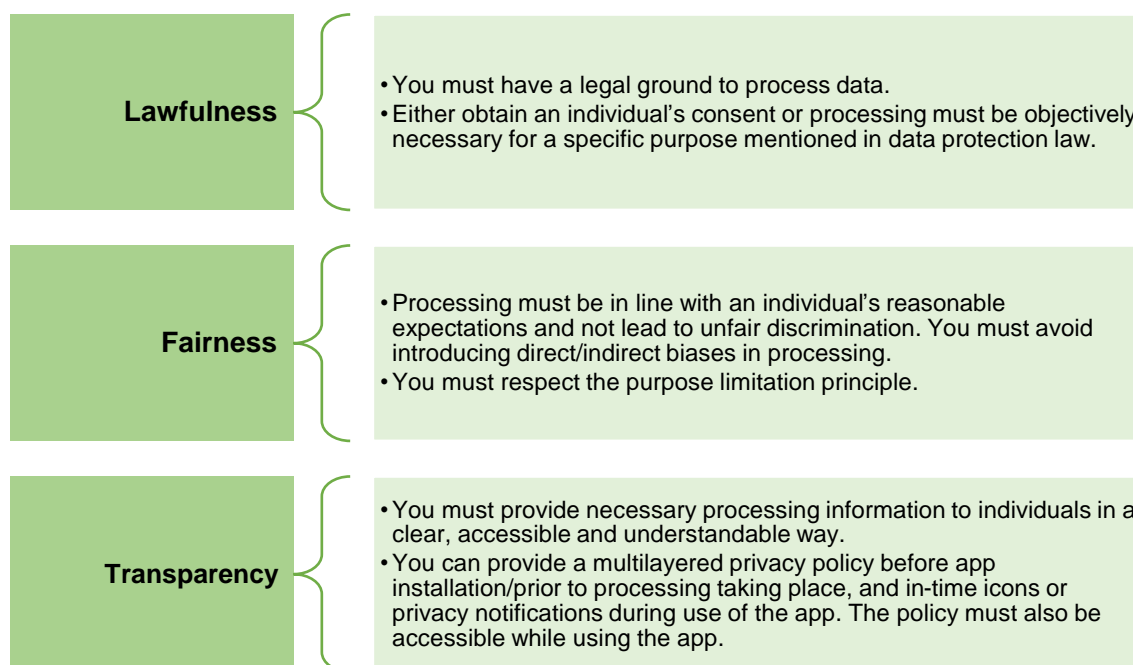 Lawfulness
• You must have a legal ground to process data.
• Either obtain an individual’s consent or processing must be objectively
necessary for a specific purpose mentioned in data protection law.
Fairness
• Processing must be in line with an individual’s reasonable
expectations and not lead to unfair discrimination. You must avoid
introducing direct/indirect biases in processing.
• You must respect the purpose limitation principle.
Transparency
• You must provide necessary processing information to individuals in a
clear, accessible and understandable way.
• You can provide a multilayered privacy policy before app
installation/prior to processing taking place, and in-time icons or
privacy notifications during use of the app. The policy must also be
accessible while using the app.